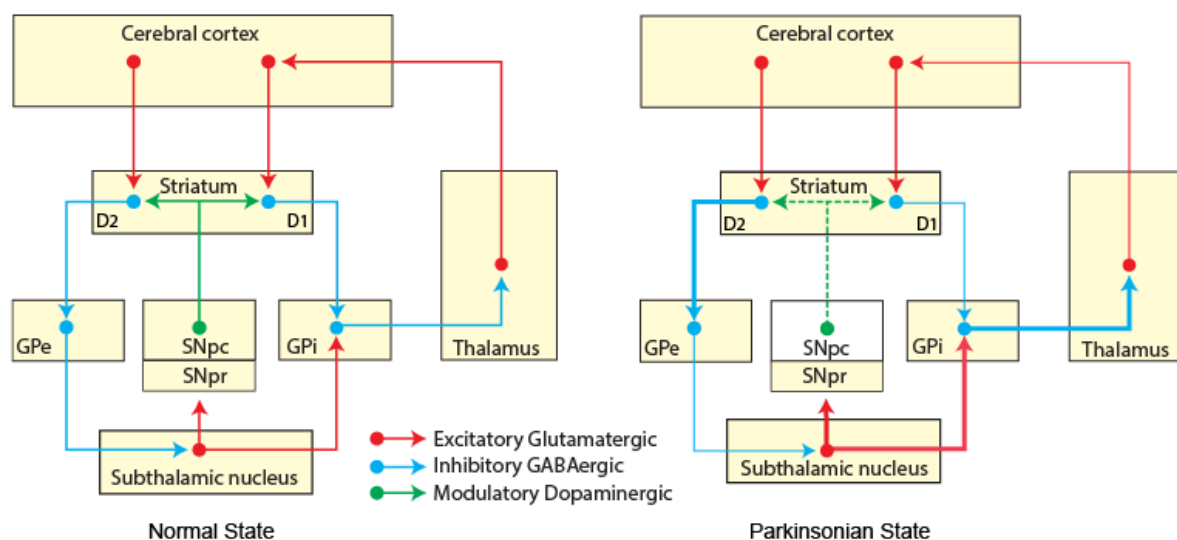 Cerebral cortex
Striatum
D2
D1
GPe
SNpc
SNpr
GPi
Thalamus
Subthalamic nucleus
Normal State
Excitatory Glutamatergic
Inhibitory GABAergic
Modulatory Dopaminergic
Cerebral cortex
Striatum
D2
D1
GPe
SNpc
SNpr
GPi
Thalamus
Subthalamic nucleus
Parkinsonian State